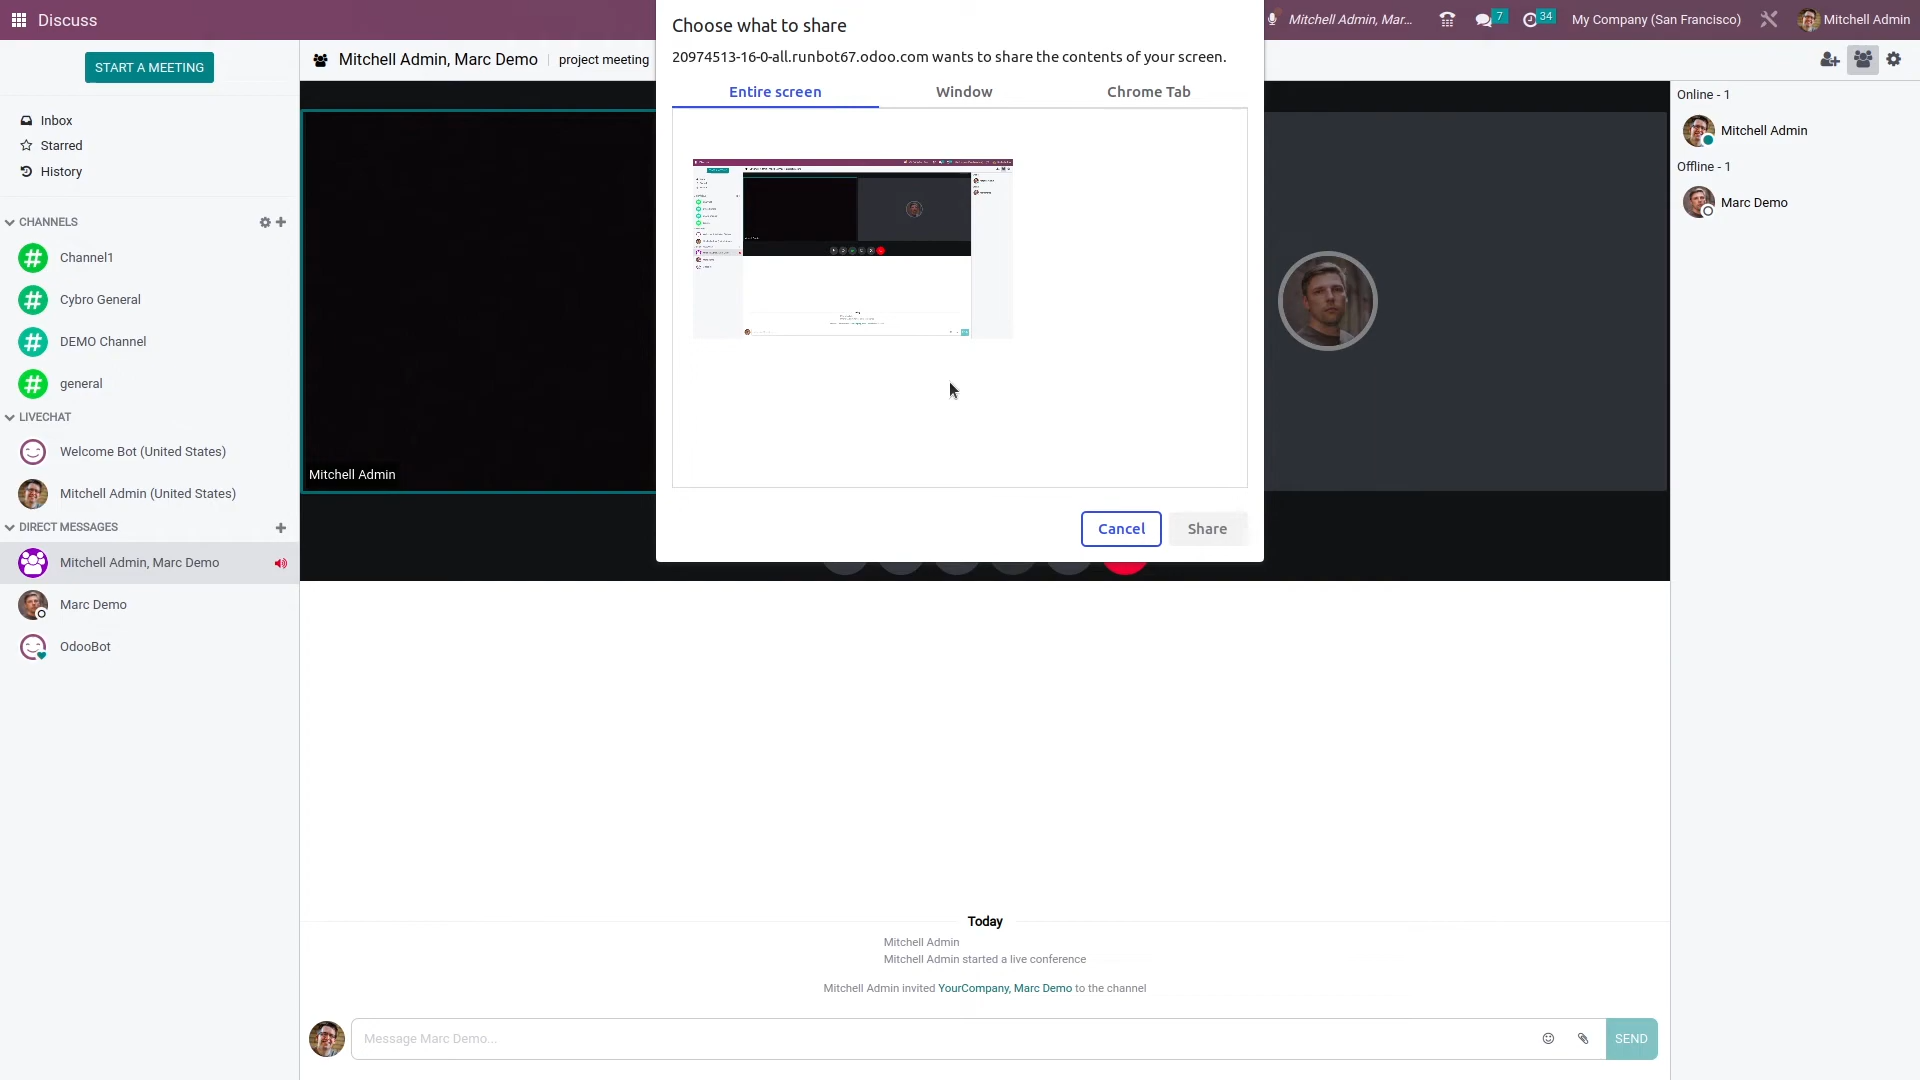 Discuss
Mitchell Admin, Mar...
7
34
My Company (San Francisco)
Mitchell Admin
START A MEETING
Mitchell Admin, Marc Demo
project meeting
Inbox
Starred
History
CHANNELS
Channel1
Cybro General
DEMO Channel
general
LIVECHAT
Welcome Bot (United States)
Mitchell Admin (United States)
DIRECT MESSAGES
Mitchell Admin, Marc Demo
Marc Demo
OdooBot
Choose what to share
20974513-16-0-all.runbot67.odoo.com wants to share the contents of your screen.
Entire screen
Window
Chrome Tab
Cancel
Share
Mitchell Admin
Online - 1
Mitchell Admin
Offline - 1
Marc Demo
Today
Mitchell Admin
Mitchell Admin started a live conference
Mitchell Admin invited YourCompany, Marc Demo to the channel
Message Marc Demo...
SEND